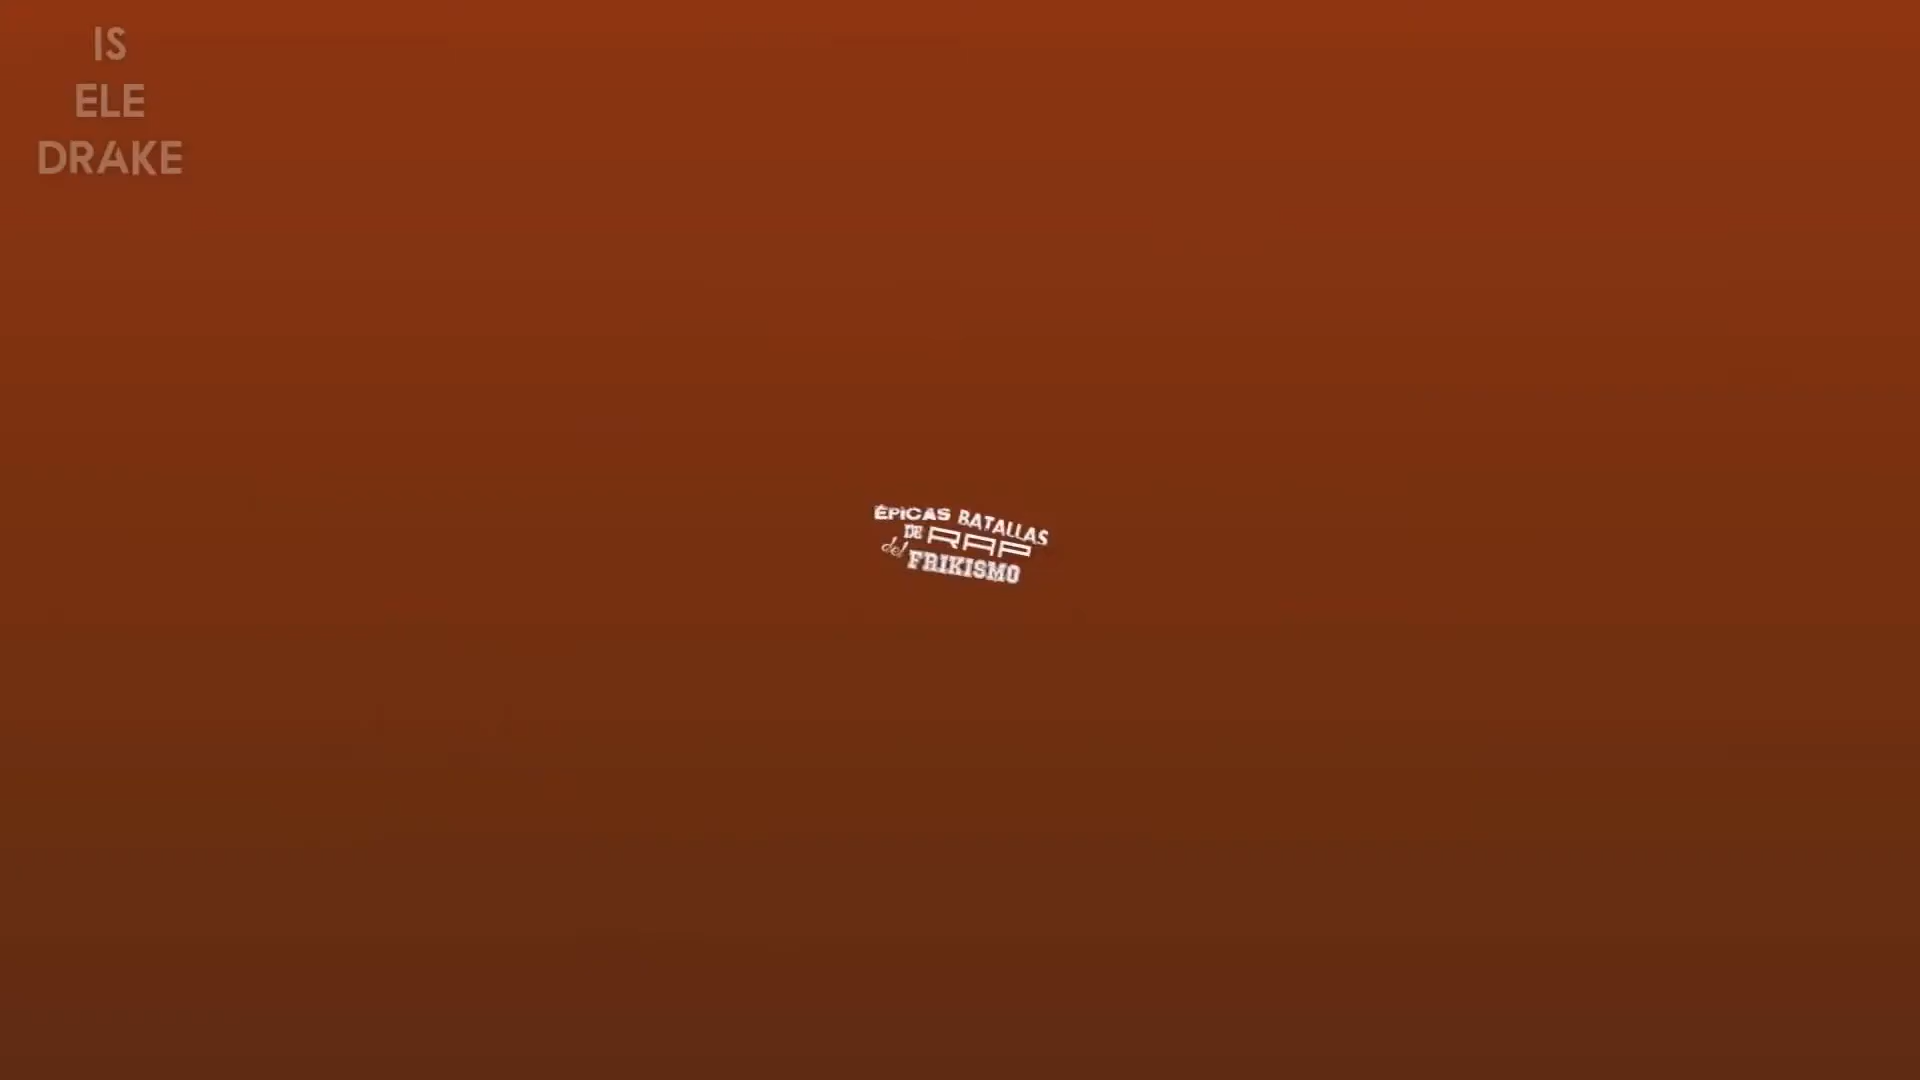 IS
ELE
DRAKE
ÉPICAS BATALLAS
DE RAP
del FRIKISMO